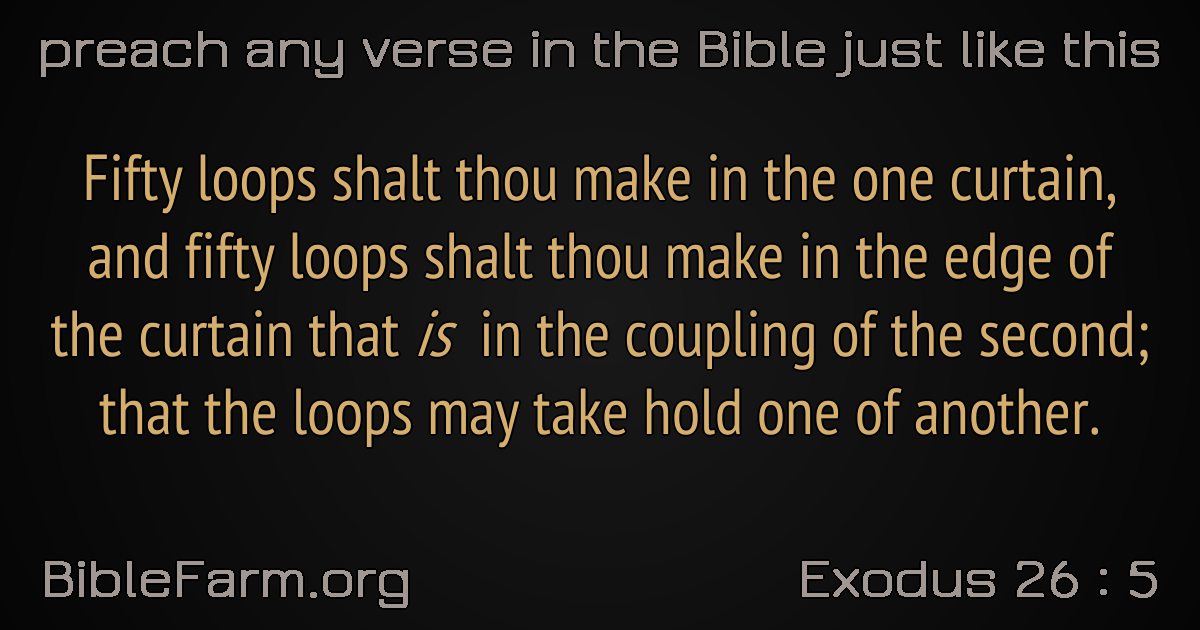 preach any verse in the Bible just like this
Fifty loops shalt thou make in the one curtain,
and fifty loops shalt thou make in the edge of
the curtain that is in the coupling of the second;
that the loops may take hold one of another.
BibleFarm.org
Exodus 26 : 5